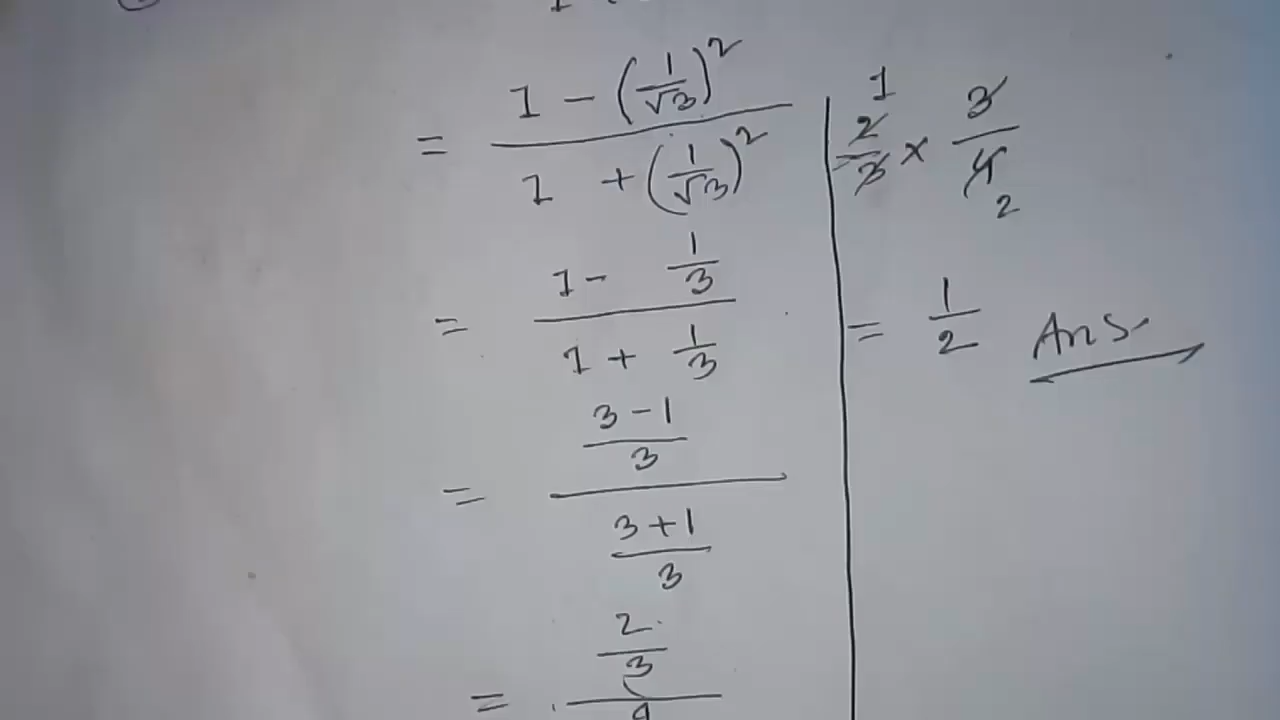 = (1 - (1/√3)²) / (1 + (1/√3)²)
= (1 - 1/3) / (1 + 1/3)
= ((3-1)/3) / ((3+1)/3)
= (2/3) /
= 2/3 × 3/4
1
2
= 1/2 Ans.